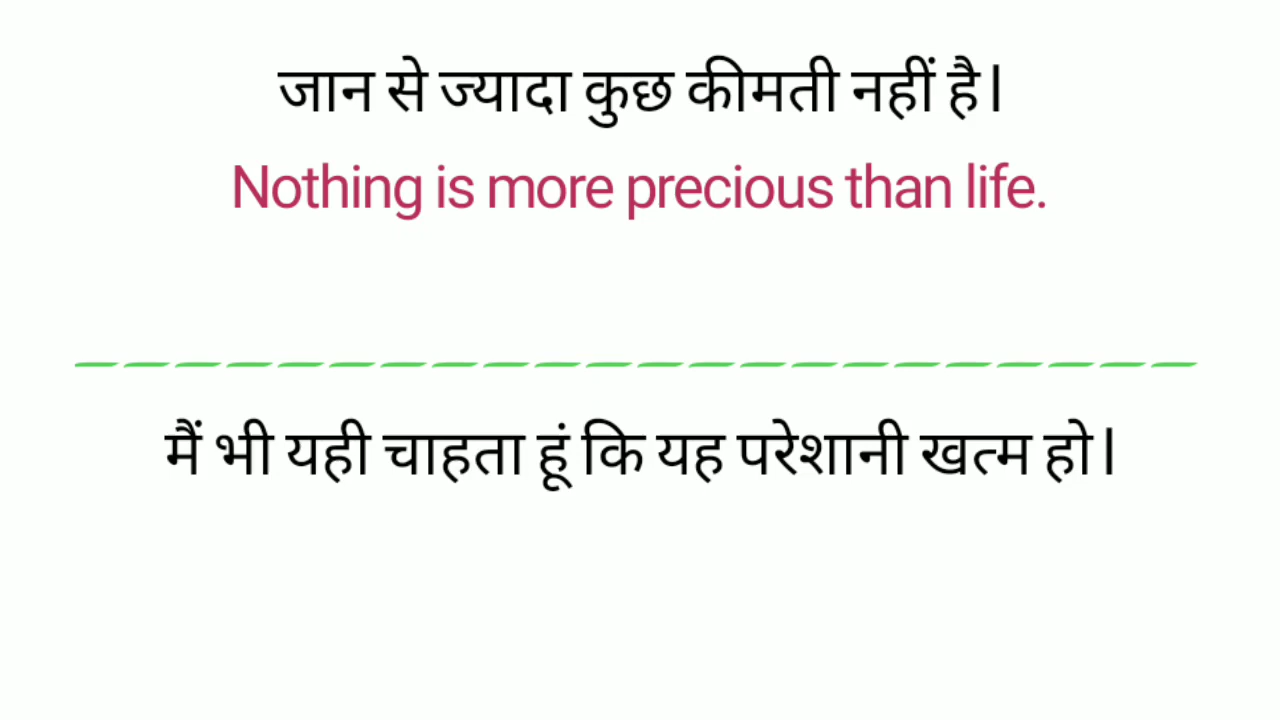 जान से ज्यादा कुछ कीमती नहीं है।
Nothing is more precious than life.
मैं भी यही चाहता हूं कि यह परेशानी खत्म हो।